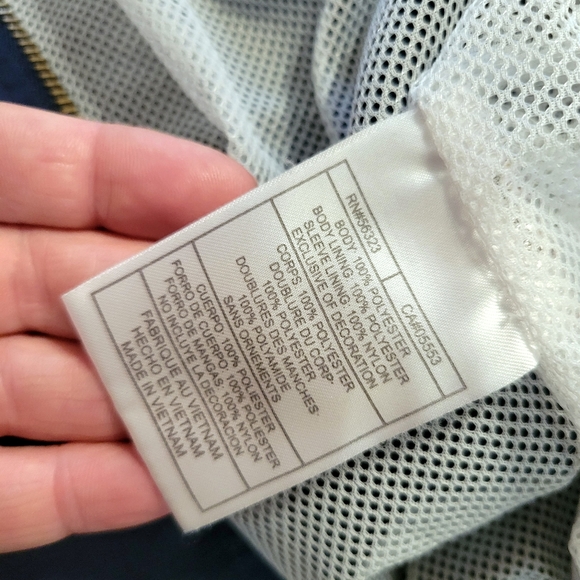 RN#56323 CA#05553
BODY 100% POLYESTER
BODY LINING: 100% POLYESTER
SLEEVE LINING: 100% NYLON
EXCLUSIVE OF DECORATION
CORPS 100% POLYESTER
DOUBLURE DU CORP-
100% POLYESTER
DOUBLURES DES MANCHES-
100% POLYAMIDE
SANS ORNEMENTS
CUERPO 100% POLIESTER
FORRO DE CUERPO- 100% POLIESTER
FORRO DE MANGAS- 100% NYLON
NO INCLUYE LA DECORACION
FABRIQUE AU VIETNAM
HECHO EN VIETNAM
MADE IN VIETNAM